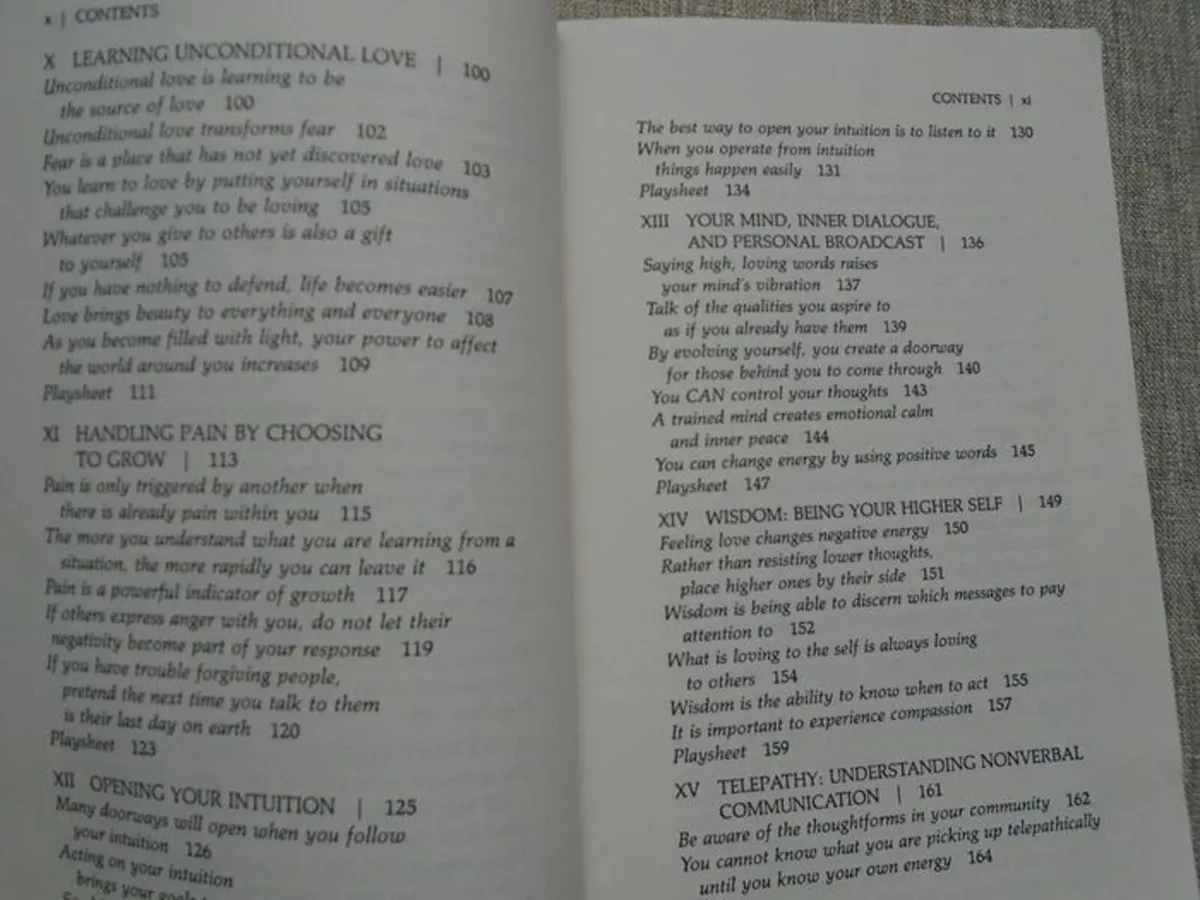 x | CONTENTS
X LEARNING UNCONDITIONAL LOVE | 100
Unconditional love is learning to be
the source of love 100
Unconditional love transforms fear 102
Fear is a place that has not yet discovered love 103
You learn to love by putting yourself in situations
that challenge you to be loving 105
Whatever you give to others is also a gift
to yourself 105
If you have nothing to defend, life becomes easier 107
Love brings beauty to everything and everyone 108
As you become filled with light, your power to affect
the world around you increases 109
Playsheet 111
XI HANDLING PAIN BY CHOOSING
TO GROW | 113
Pain is only triggered by another when
there is already pain within you 115
The more you understand what you are learning from a
situation, the more rapidly you can leave it 116
Pain is a powerful indicator of growth 117
If others express anger with you, do not let their
negativity become part of your response 119
If you have trouble forgiving people,
pretend the next time you talk to them
is their last day on earth 120
Playsheet 123
XII OPENING YOUR INTUITION | 125
Many doorways will open when you follow
your intuition 126
Acting on your intuition
brings your goals
CONTENTS | xi
The best way to open your intuition is to listen to it 130
When you operate from intuition
things happen easily 131
Playsheet 134
XIII YOUR MIND, INNER DIALOGUE,
AND PERSONAL BROADCAST | 136
Saying high, loving words raises
your mind's vibration 137
Talk of the qualities you aspire to
as if you already have them 139
By evolving yourself, you create a doorway
for those behind you to come through 140
You CAN control your thoughts 143
A trained mind creates emotional calm
and inner peace 144
You can change energy by using positive words 145
Playsheet 147
XIV WISDOM: BEING YOUR HIGHER SELF | 149
Feeling love changes negative energy 150
Rather than resisting lower thoughts,
place higher ones by their side 151
Wisdom is being able to discern which messages to pay
attention to 152
What is loving to the self is always loving
to others 154
Wisdom is the ability to know when to act 155
It is important to experience compassion 157
Playsheet 159
XV TELEPATHY: UNDERSTANDING NONVERBAL
COMMUNICATION | 161
Be aware of the thoughtforms in your community 162
You cannot know what you are picking up telepathically
until you know your own energy 164